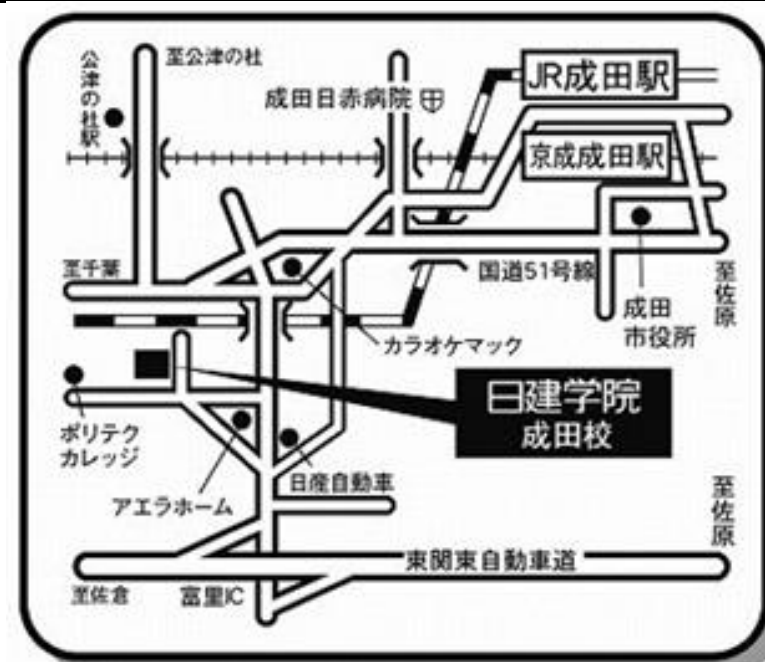 公津の杜駅
至公津の杜
成田日赤病院
JR成田駅
京成成田駅
至千葉
国道51号線
成田
市役所
至佐原
カラオケマック
日建学院
成田校
ポリテク
カレッジ
アエラホーム
日産自動車
至佐原
東関東自動車道
至佐倉
富里IC